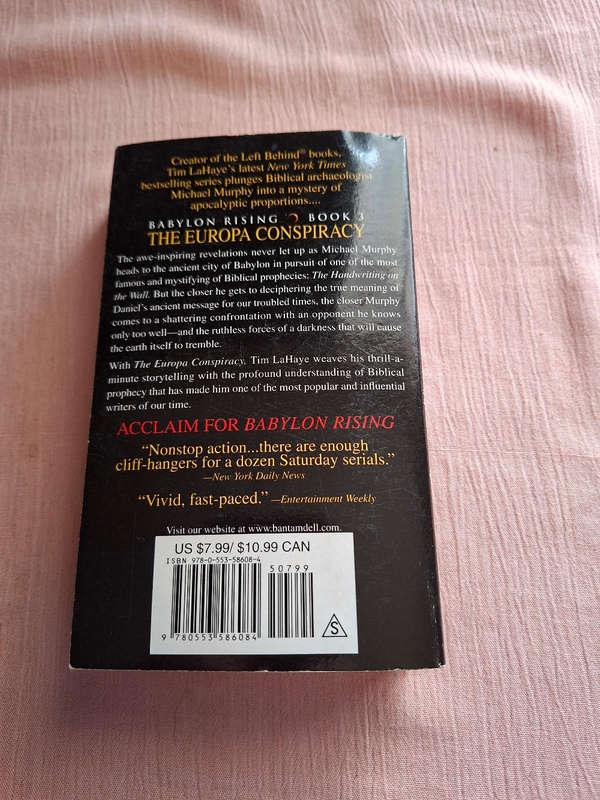 Creator of the Left Behind® books,
Tim LaHaye's latest New York Times
bestselling series plunges Biblical archaeologist
Michael Murphy into a mystery of
apocalyptic proportions....
BABYLON RISING BOOK 3
THE EUROPA CONSPIRACY
The awe-inspiring revelations never let up as Michael Murphy
heads to the ancient city of Babylon in pursuit of one of the most
famous and mystifying of Biblical prophecies: The Handwriting on
the Wall. But the closer he gets to deciphering the true meaning of
Daniel's ancient message for our troubled times, the closer Murphy
comes to a shattering confrontation with an opponent he knows
only too well—and the ruthless forces of a darkness that will cause
the earth itself to tremble.
With The Europa Conspiracy, Tim LaHaye weaves his thrill-a-
minute storytelling with the profound understanding of Biblical
prophecy that has made him one of the most popular and influential
writers of our time.
ACCLAIM FOR BABYLON RISING
"Nonstop action...there are enough
cliff-hangers for a dozen Saturday serials."
—New York Daily News
"Vivid, fast-paced." —Entertainment Weekly
Visit our website at www.bantamdell.com.
US $7.99/ $10.99 CAN
ISBN 978-0-553-58608-4
50799
9 780553 586084
S